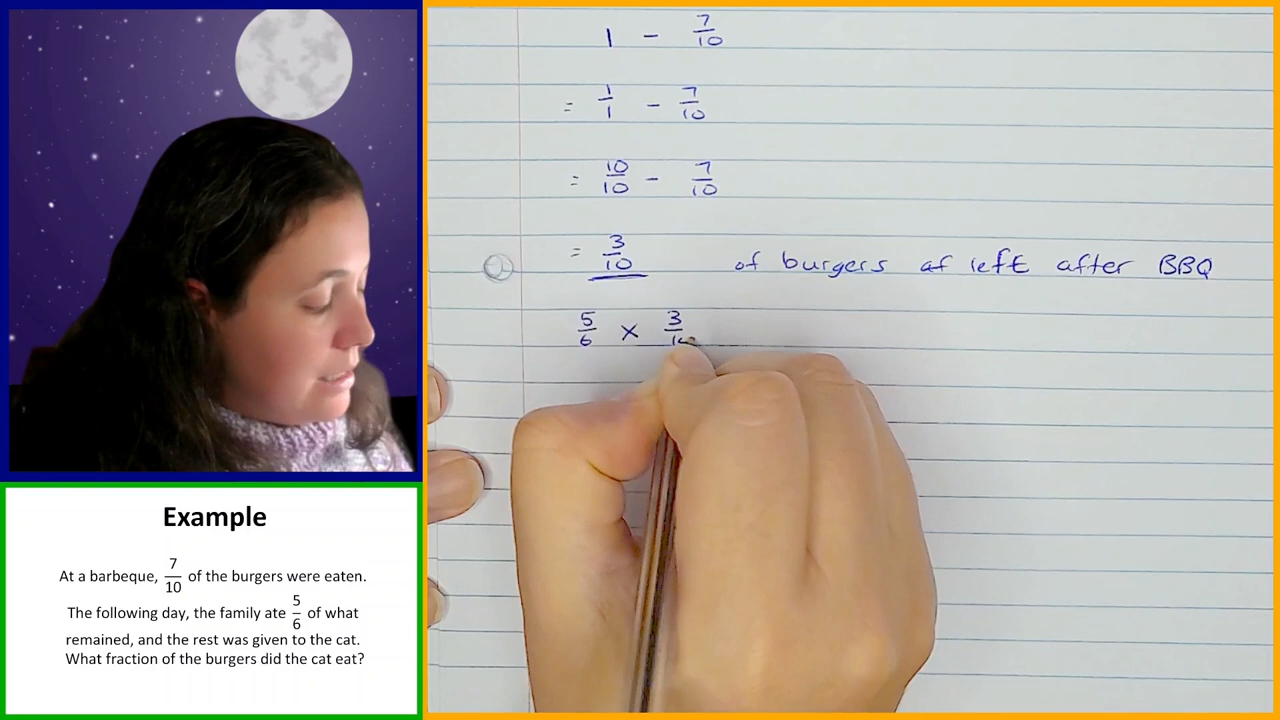 1 - 7/10
= 1/1 - 7/10
= 10/10 - 7/10
= 3/10 of burgers af left after BBQ
5/6 × 3/10
Example
At a barbeque, 7/10 of the burgers were eaten.
The following day, the family ate 5/6 of what
remained, and the rest was given to the cat.
What fraction of the burgers did the cat eat?